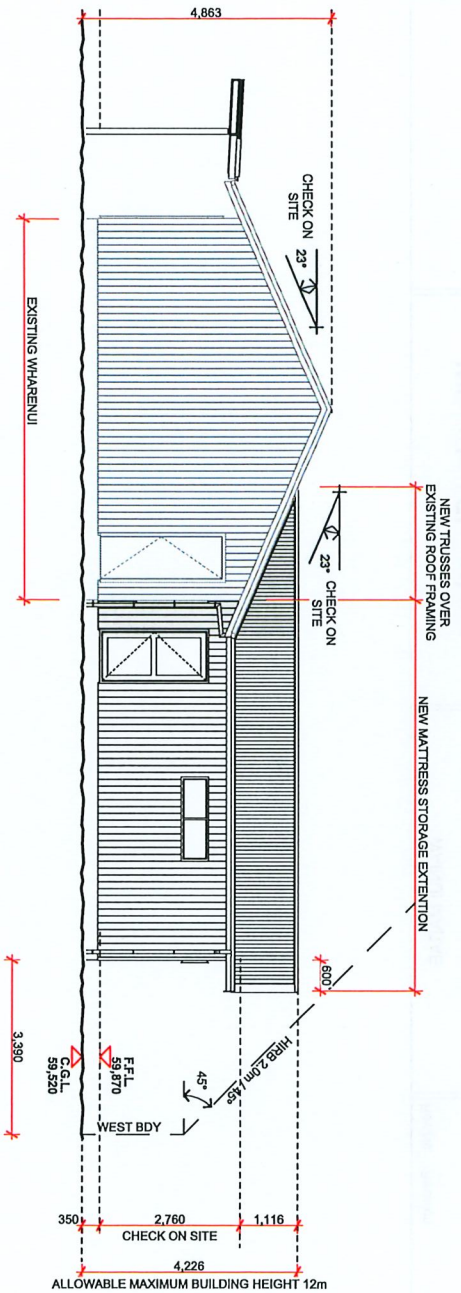 4,863
CHECK ON
SITE
23°
EXISTING WHARENUI
NEW TRUSSES OVER
EXISTING ROOF FRAMING
23°
CHECK ON
SITE
NEW MATTRESS STORAGE EXTENTION
600
HIRB 2.0m / 45°
45°
WEST BDY
F.F.L
59,870
C.G.L
59,520
3,390
350
2,760
CHECK ON SITE
1,116
4,226
ALLOWABLE MAXIMUM BUILDING HEIGHT 12m